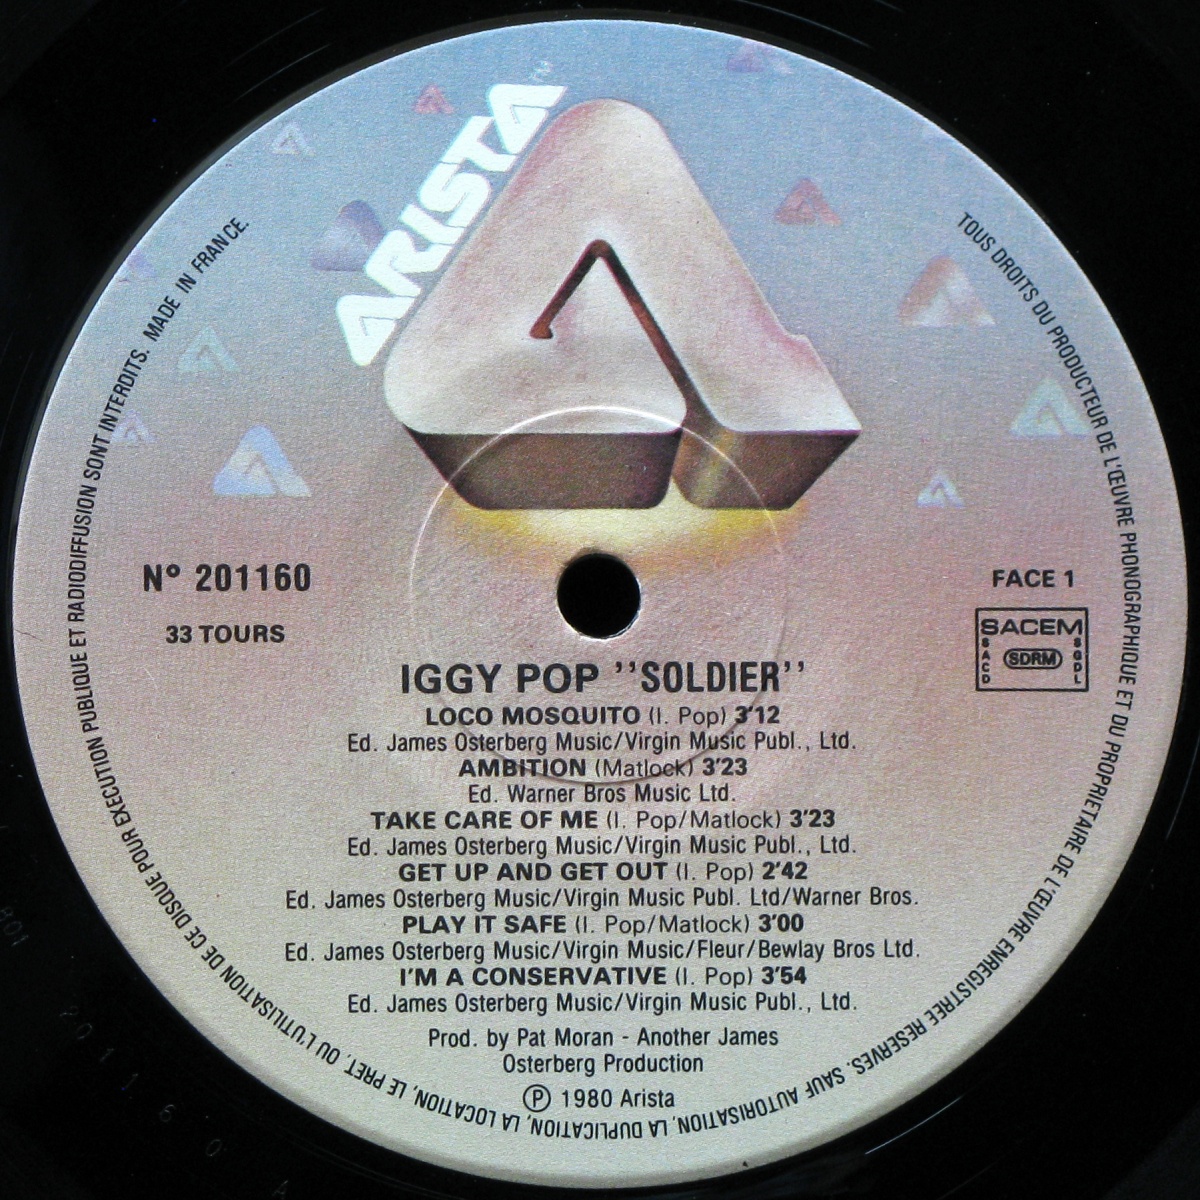 ARISTA™
TOUS DROITS DU PRODUCTEUR DE L'ŒUVRE PHONOGRAPHIQUE ET DU PROPRIETAIRE DE L'ŒUVRE ENREGISTREE RESERVES. SAUF AUTORISATION, LA DUPLICATION, LA LOCATION, LE PRET, OU L'UTILISATION DE CE DISQUE POUR EXECUTION PUBLIQUE ET RADIODIFFUSION SONT INTERDITS. MADE IN FRANCE.
N° 201160
33 TOURS
FACE 1
SACEM
SACD
SDRM
SGDL
IGGY POP ''SOLDIER''
LOCO MOSQUITO (I. Pop) 3'12
Ed. James Osterberg Music/Virgin Music Publ., Ltd.
AMBITION (Matlock) 3'23
Ed. Warner Bros Music Ltd.
TAKE CARE OF ME (I. Pop/Matlock) 3'23
Ed. James Osterberg Music/Virgin Music Publ., Ltd.
GET UP AND GET OUT (I. Pop) 2'42
Ed. James Osterberg Music/Virgin Music Publ. Ltd/Warner Bros.
PLAY IT SAFE (I. Pop/Matlock) 3'00
Ed. James Osterberg Music/Virgin Music/Fleur/Bewlay Bros Ltd.
I'M A CONSERVATIVE (I. Pop) 3'54
Ed. James Osterberg Music/Virgin Music Publ., Ltd.
Prod. by Pat Moran - Another James
Osterberg Production
℗ 1980 Arista
201160 A